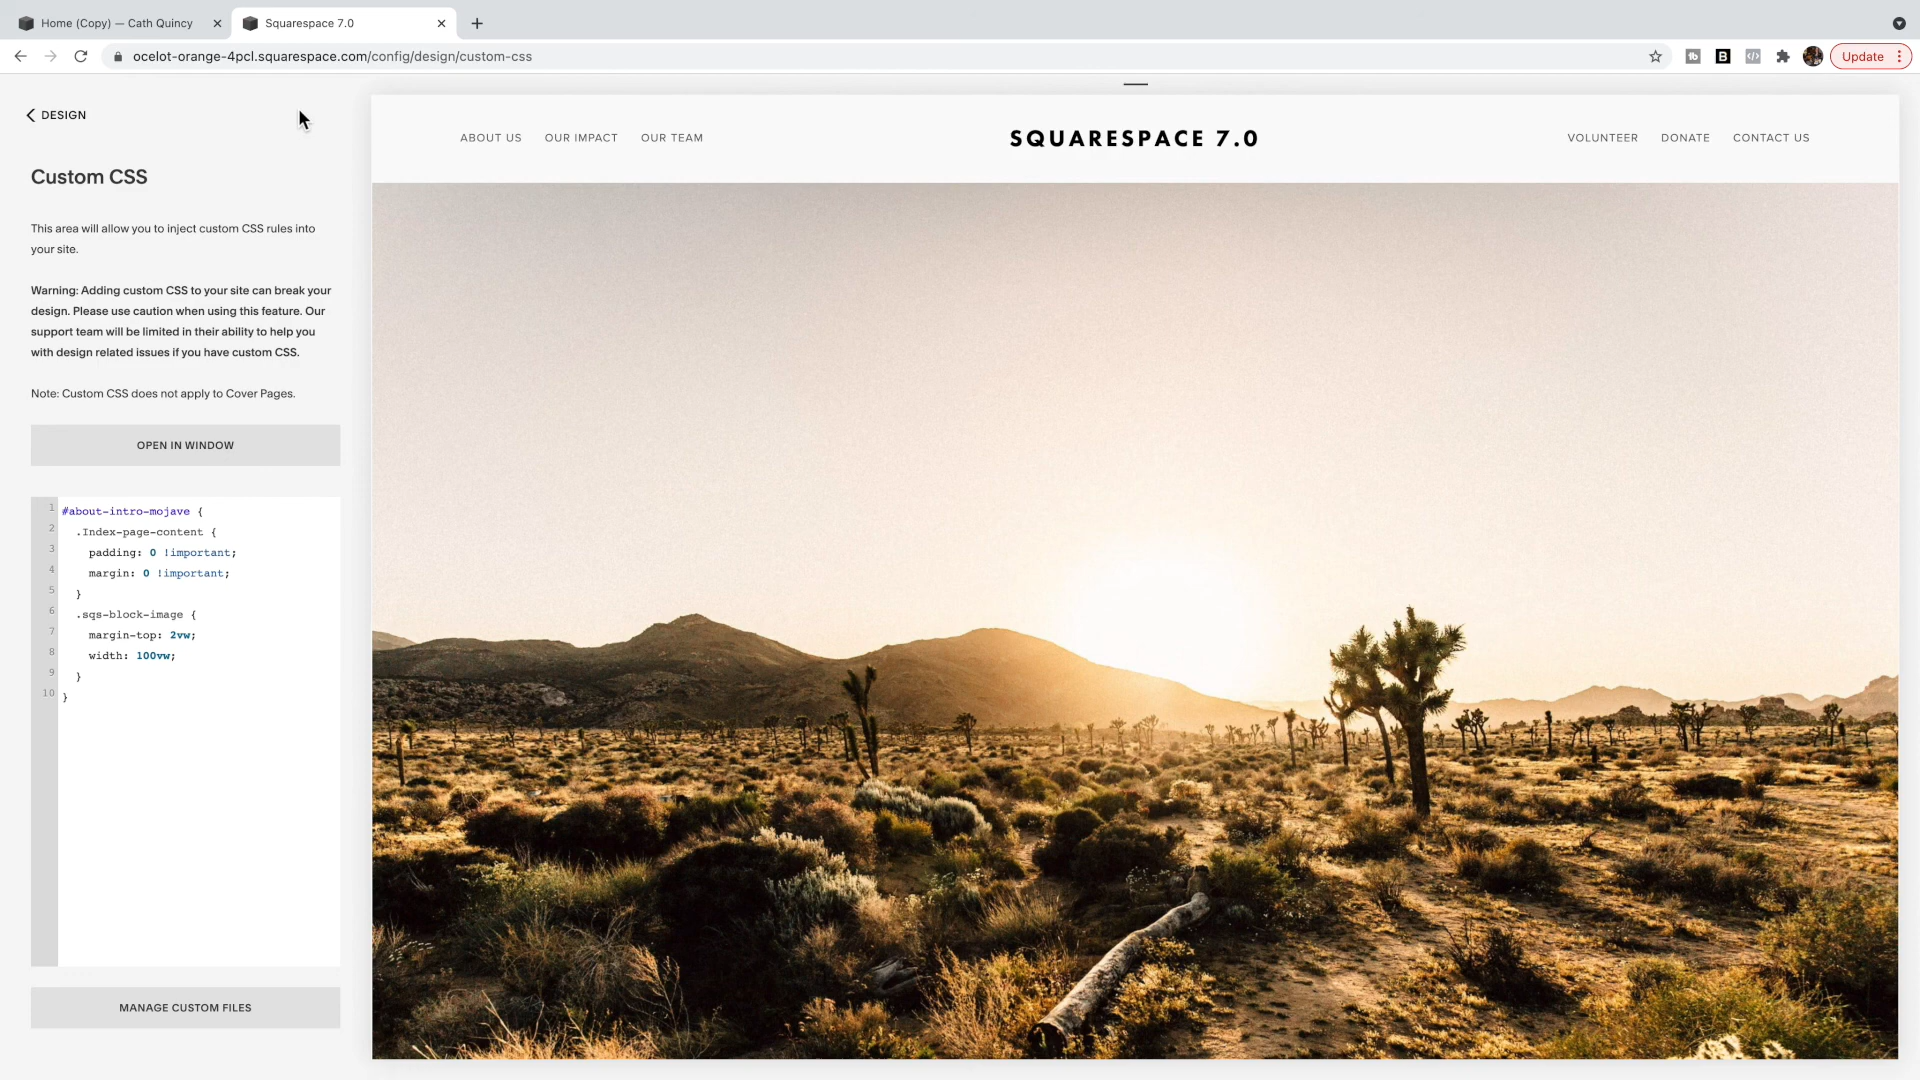 Home (Copy) — Cath Quincy
Squarespace 7.0
ocelot-orange-4pcl.squarespace.com/config/design/custom-css
tb
B
</>
Update
DESIGN
Custom CSS
This area will allow you to inject custom CSS rules into
your site.
Warning: Adding custom CSS to your site can break your
design. Please use caution when using this feature. Our
support team will be limited in their ability to help you
with design related issues if you have custom CSS.
Note: Custom CSS does not apply to Cover Pages.
OPEN IN WINDOW
1 #about-intro-mojave {
2 .Index-page-content {
3 padding: 0 !important;
4 margin: 0 !important;
5 }
6 .sqs-block-image {
7 margin-top: 2vw;
8 width: 100vw;
9 }
10 }
MANAGE CUSTOM FILES
ABOUT US OUR IMPACT OUR TEAM
SQUARESPACE 7.0
VOLUNTEER DONATE CONTACT US